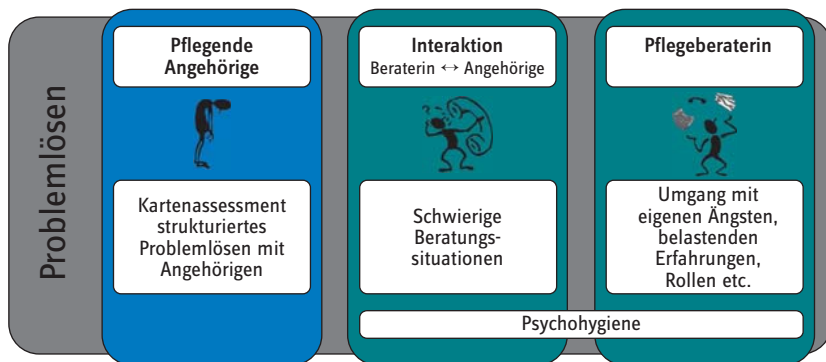 Problemlösen
Pflegende
Angehörige
Kartenassessment
strukturiertes
Problemlösen mit
Angehörigen
Interaktion
Beraterin ↔ Angehörige
Schwierige
Beratungs-
situationen
Pflegeberaterin
Umgang mit
eigenen Ängsten,
belastenden
Erfahrungen,
Rollen etc.
Psychohygiene